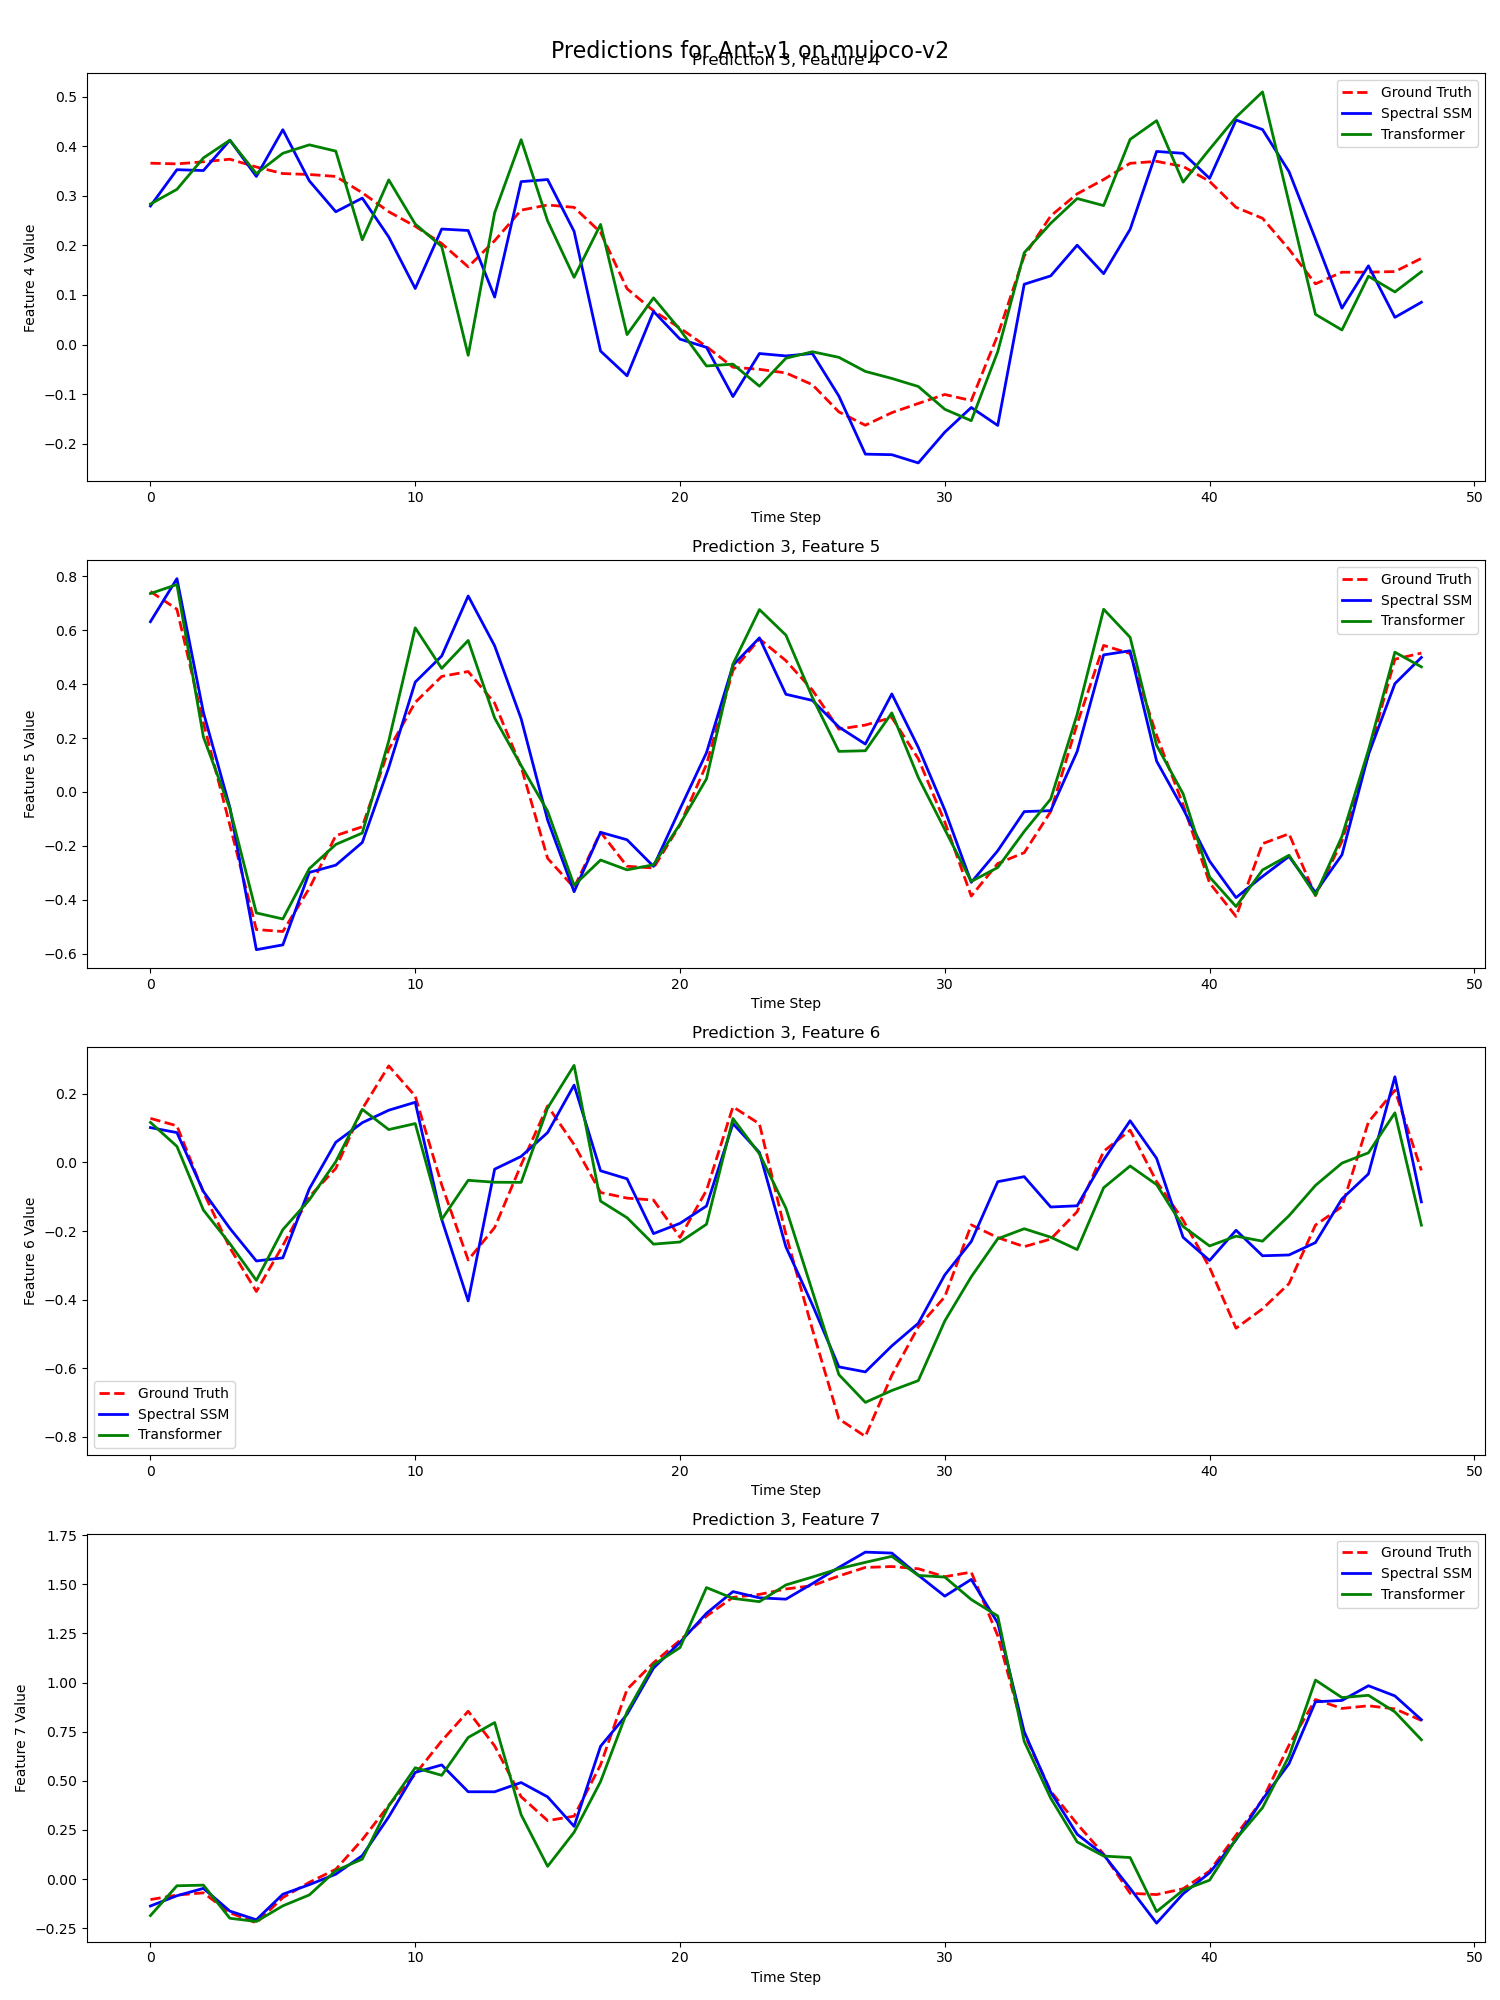 Predictions for Ant-v1 on mujoco-v2
Prediction 3, Feature 4
Ground Truth
Spectral SSM
Transformer
Feature 4 Value
0.5
0.4
0.3
0.2
0.1
0.0
−0.1
−0.2
0 10 20 30 40 50
Time Step
Prediction 3, Feature 5
Ground Truth
Spectral SSM
Transformer
Feature 5 Value
0.8
0.6
0.4
0.2
0.0
−0.2
−0.4
−0.6
0 10 20 30 40 50
Time Step
Prediction 3, Feature 6
Feature 6 Value
0.2
0.0
−0.2
−0.4
−0.6
−0.8
Ground Truth
Spectral SSM
Transformer
0 10 20 30 40 50
Time Step
Prediction 3, Feature 7
Ground Truth
Spectral SSM
Transformer
Feature 7 Value
1.75
1.50
1.25
1.00
0.75
0.50
0.25
0.00
−0.25
0 10 20 30 40 50
Time Step